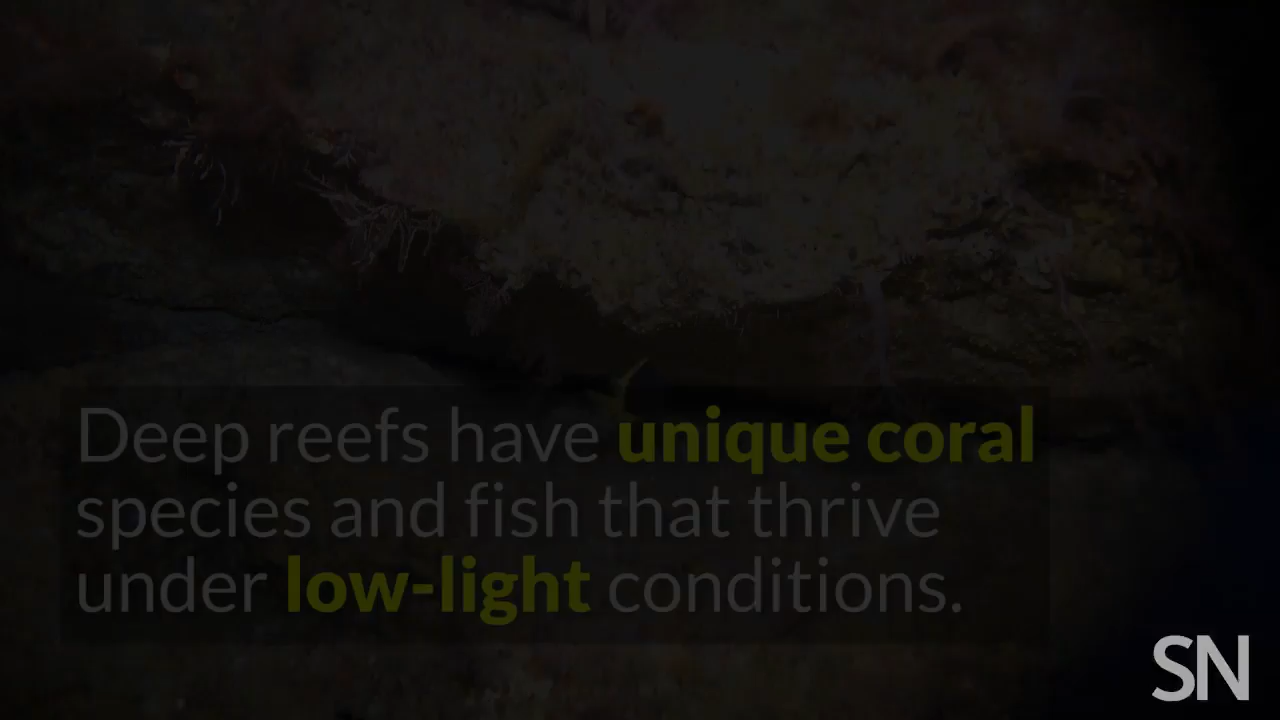 Deep reefs have unique coral
species and fish that thrive
under low-light conditions.
SN